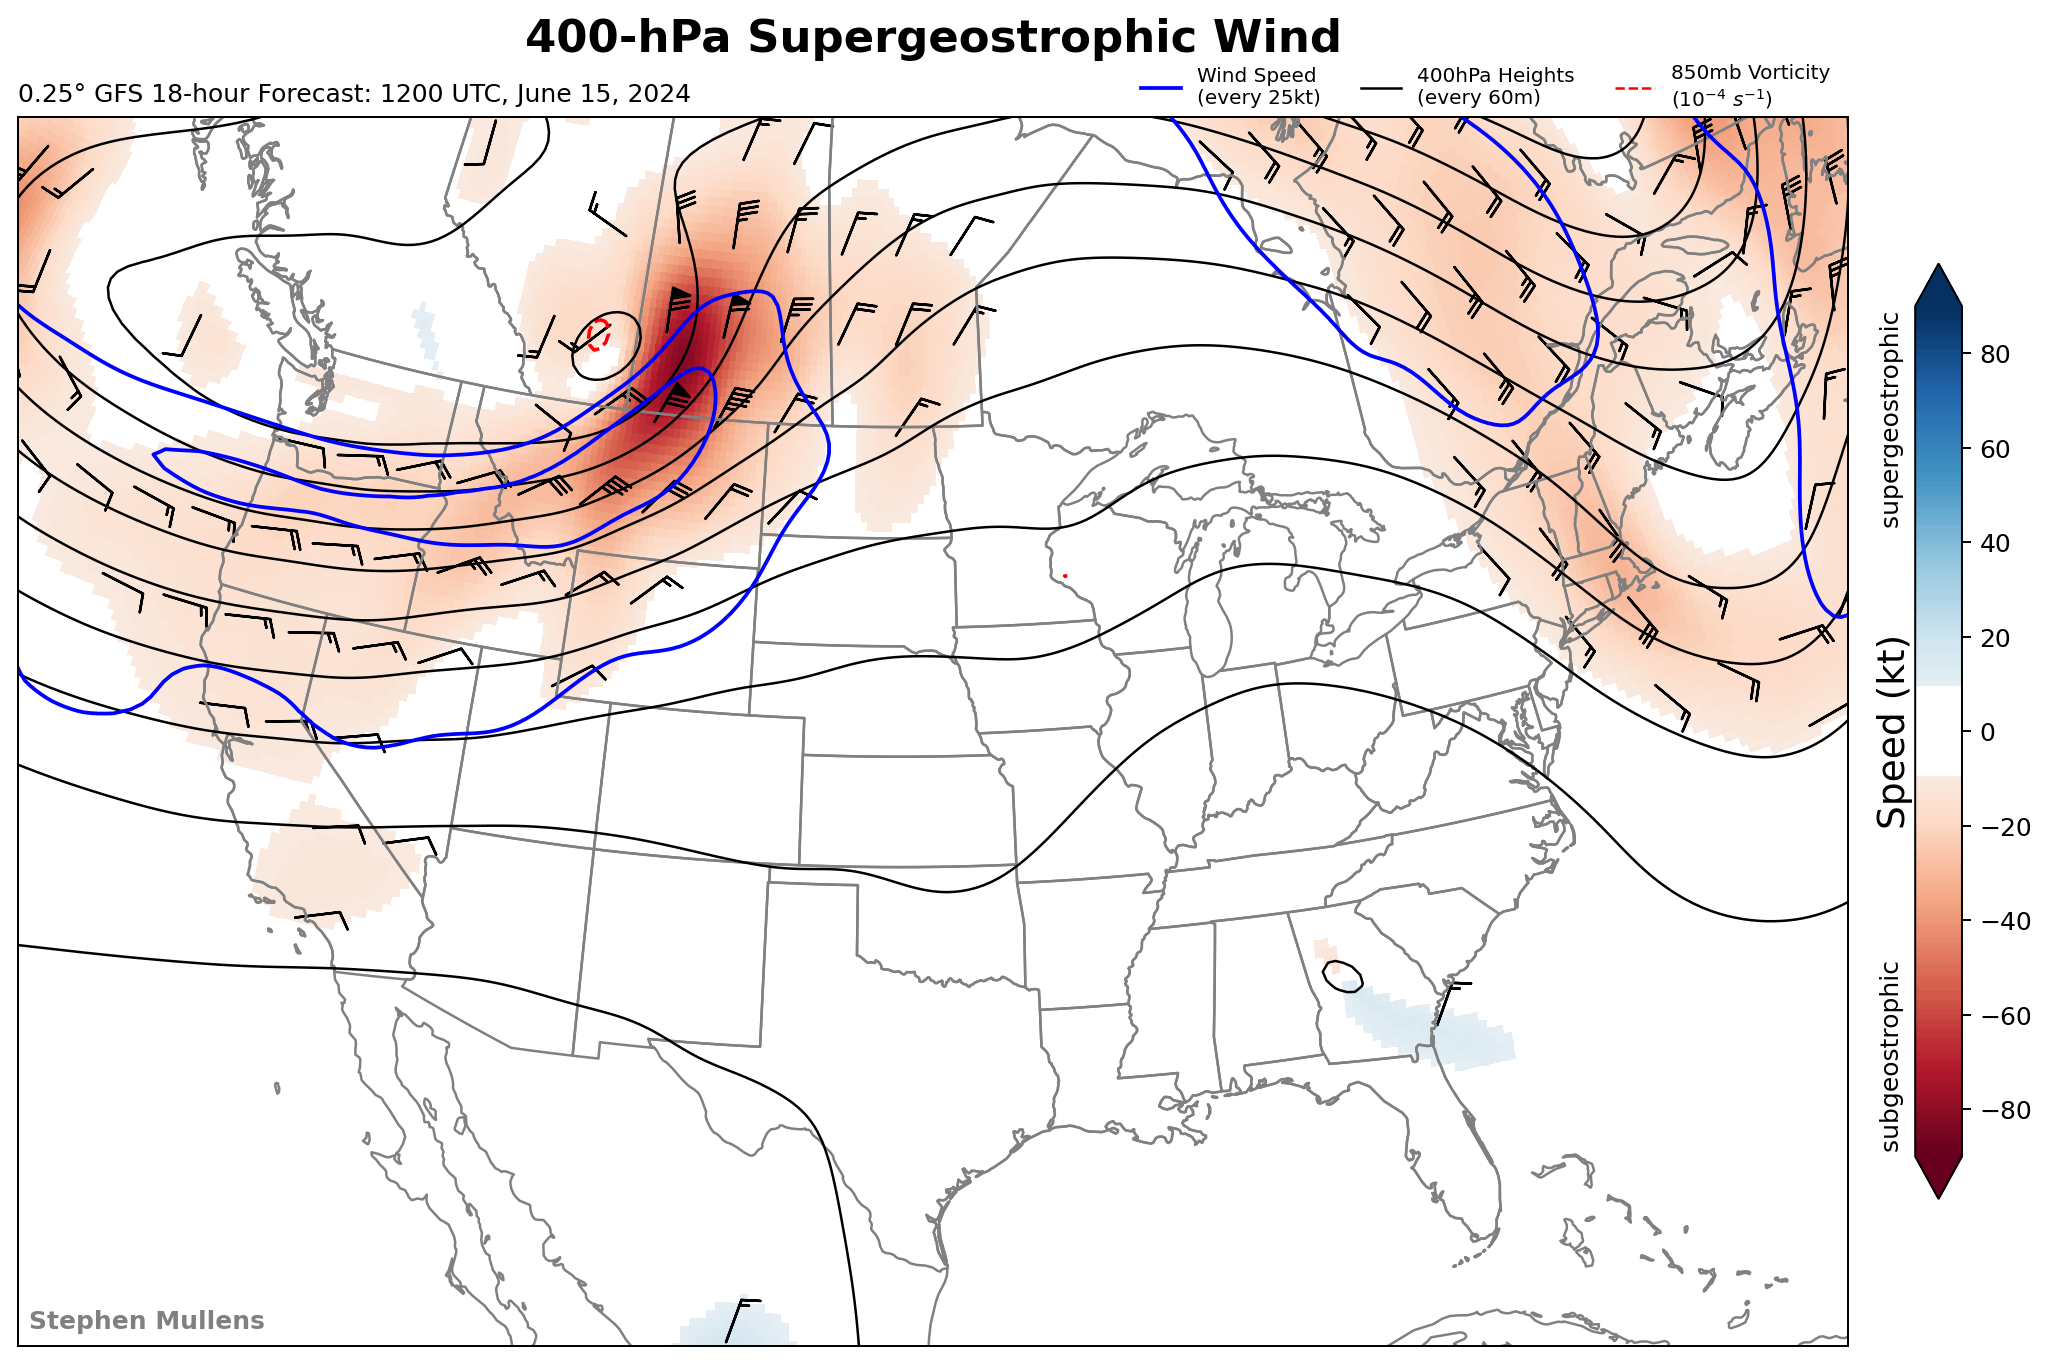 400-hPa Supergeostrophic Wind
0.25° GFS 18-hour Forecast: 1200 UTC, June 15, 2024
Wind Speed
(every 25kt)
400hPa Heights
(every 60m)
850mb Vorticity
(10⁻⁴ s⁻¹)
supergeostrophic
Speed (kt)
subgeostrophic
80
60
40
20
0
−20
−40
−60
−80
Stephen Mullens